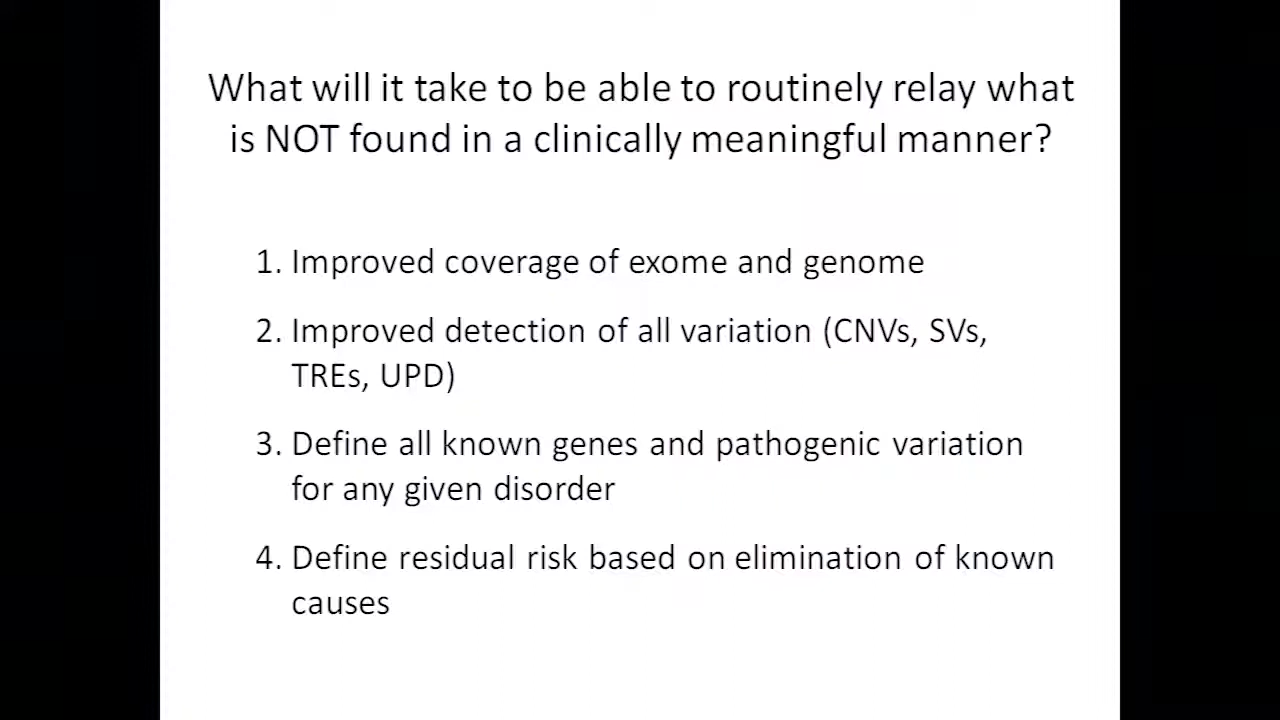 What will it take to be able to routinely relay what
is NOT found in a clinically meaningful manner?
1. Improved coverage of exome and genome
2. Improved detection of all variation (CNVs, SVs,
TREs, UPD)
3. Define all known genes and pathogenic variation
for any given disorder
4. Define residual risk based on elimination of known
causes